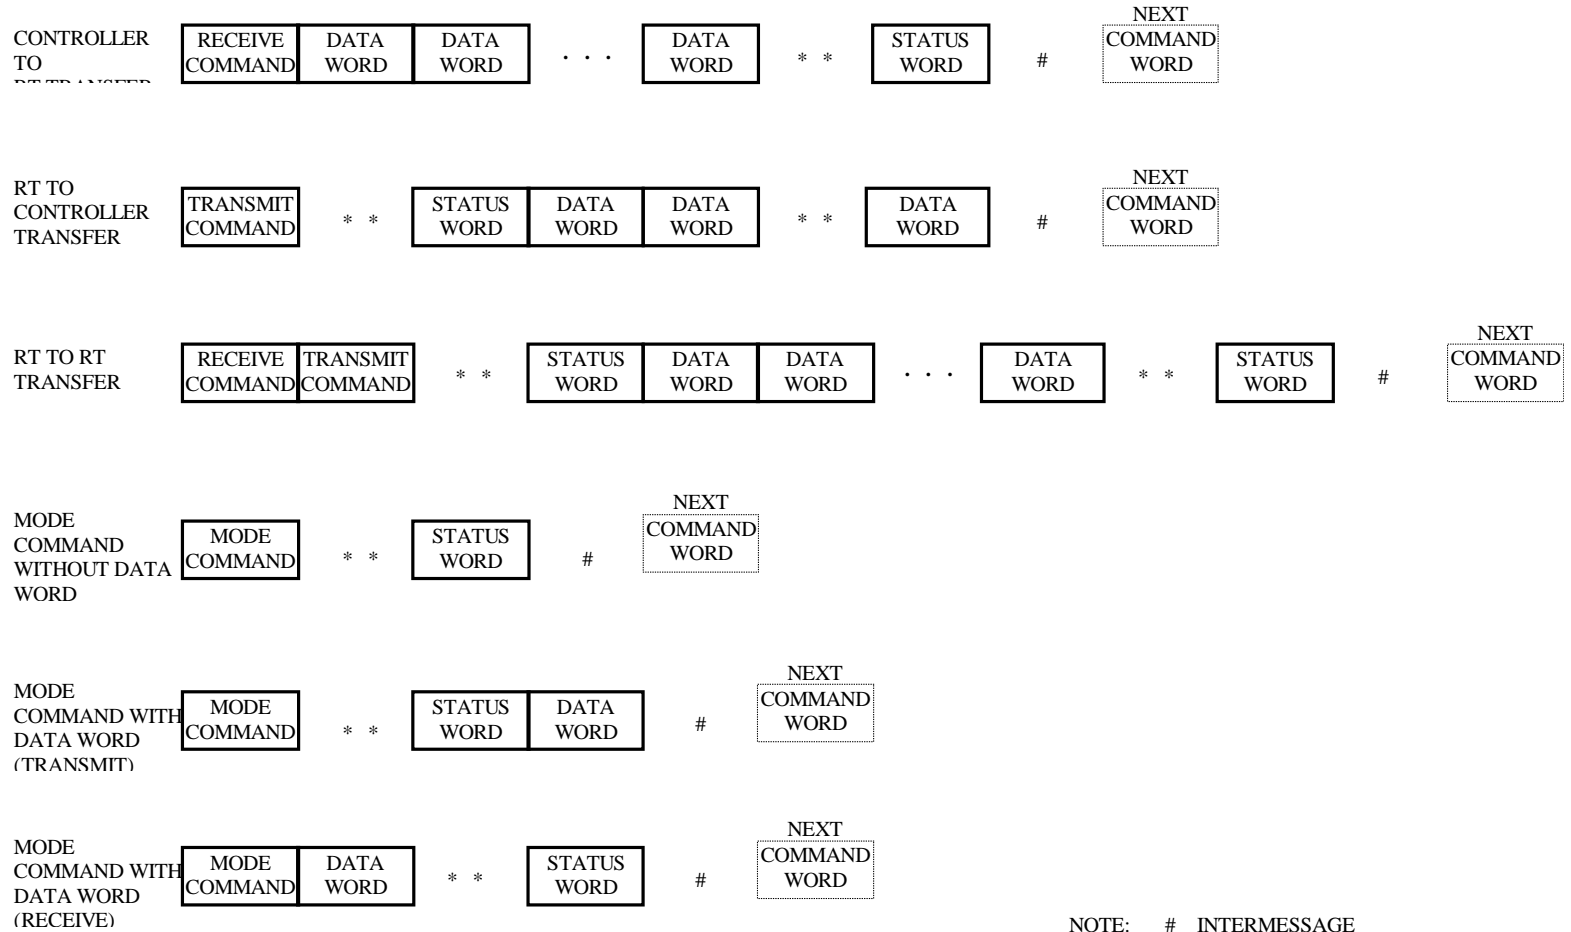 NEXT
CONTROLLER
TO
RECEIVE COMMAND
DATA WORD
DATA WORD
. . .
DATA WORD
* *
STATUS WORD
#
COMMAND WORD
NEXT
RT TO
CONTROLLER
TRANSFER
TRANSMIT COMMAND
* *
STATUS WORD
DATA WORD
DATA WORD
* *
DATA WORD
#
COMMAND WORD
NEXT
RT TO RT
TRANSFER
RECEIVE COMMAND
TRANSMIT COMMAND
* *
STATUS WORD
DATA WORD
DATA WORD
. . .
DATA WORD
* *
STATUS WORD
#
COMMAND WORD
NEXT
MODE
COMMAND
WITHOUT DATA
WORD
MODE COMMAND
* *
STATUS WORD
#
COMMAND WORD
NEXT
MODE
COMMAND WITH
DATA WORD
(TRANSMIT)
MODE COMMAND
* *
STATUS WORD
DATA WORD
#
COMMAND WORD
NEXT
MODE
COMMAND WITH
DATA WORD
(RECEIVE)
MODE COMMAND
DATA WORD
* *
STATUS WORD
#
COMMAND WORD
NOTE: # INTERMESSAGE